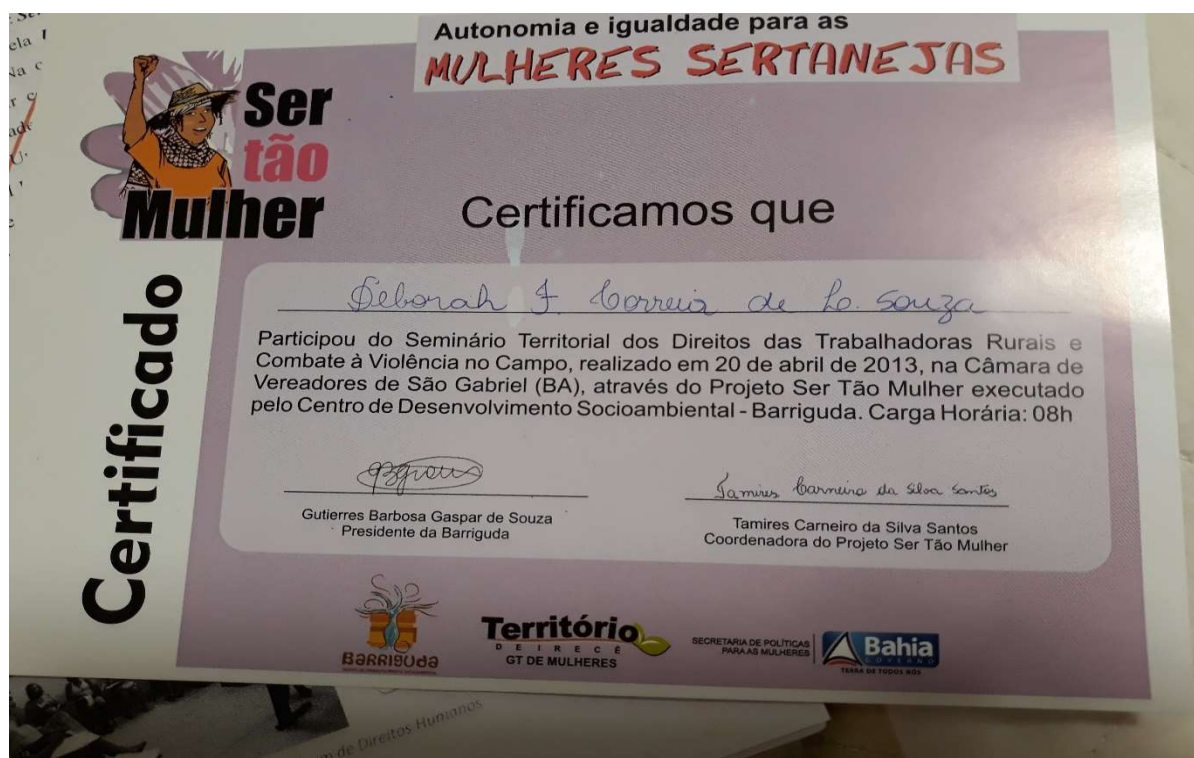 Autonomia e igualdade para as
MULHERES SERTANEJAS
Ser
tão
Mulher
Certificado
Certificamos que
Deborah F. Correia de Souza
Participou do Seminário Territorial dos Direitos das Trabalhadoras Rurais e
Combate à Violência no Campo, realizado em 20 de abril de 2013, na Câmara de
Vereadores de São Gabriel (BA), através do Projeto Ser Tão Mulher executado
pelo Centro de Desenvolvimento Socioambiental - Barriguda. Carga Horária: 08h
Tamires Carneiro da Silva Santos
Gutierres Barbosa Gaspar de Souza
Presidente da Barriguda
Tamires Carneiro da Silva Santos
Coordenadora do Projeto Ser Tão Mulher
BARRIGUDA
Território
DE IRECÊ
GT DE MULHERES
SECRETARIA DE POLÍTICAS
PARA AS MULHERES
Bahia
GOVERNO
TERRA DE TODOS NÓS
de Direitos Humanos